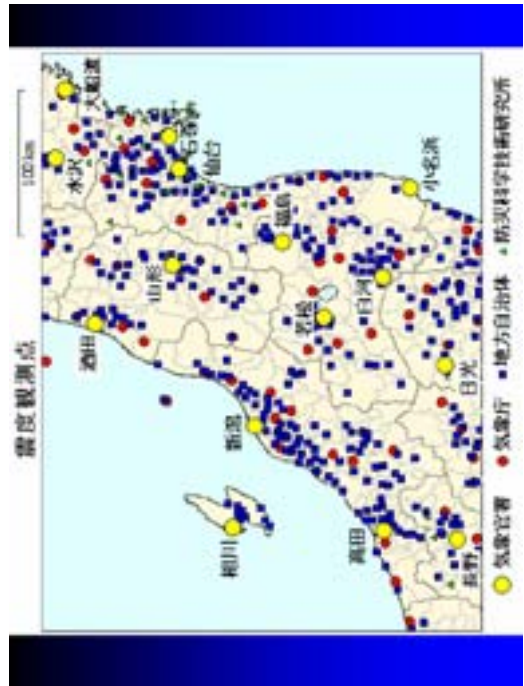 震度観測点
100 km
水沢
大船渡
石巻
仙台
酒田
山形
福島
新潟
若松
白河
小名浜
相川
高田
長野
日光
気象官署
気象庁
地方自治体
防災科学技術研究所